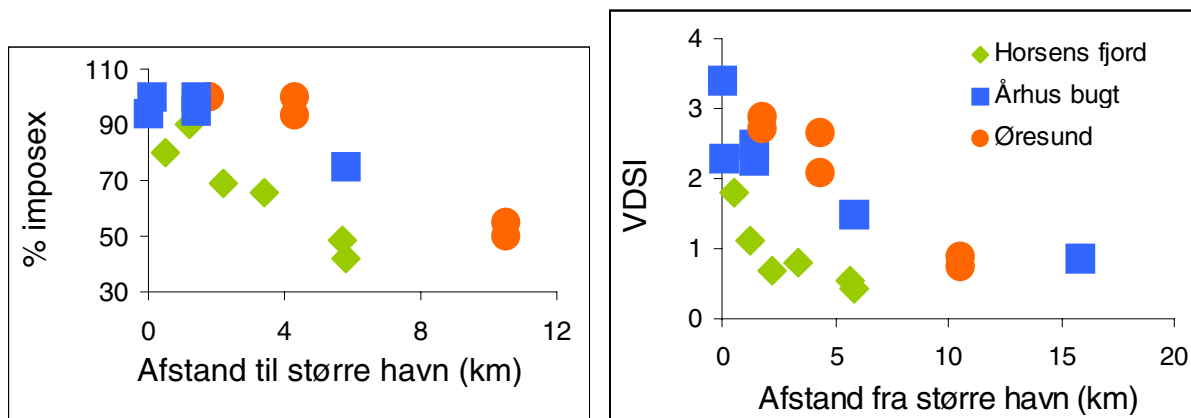 % imposex
110
90
70
50
30
0
4
8
12
Afstand til større havn (km)
VDSI
4
3
2
1
0
0
5
10
15
20
Afstand fra større havn (km)
Horsens fjord
Århus bugt
Øresund